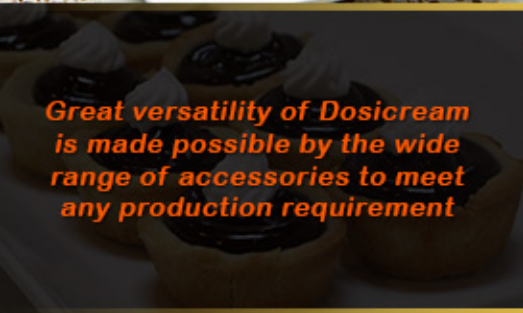 Great versatility of Dosicream
is made possible by the wide
range of accessories to meet
any production requirement